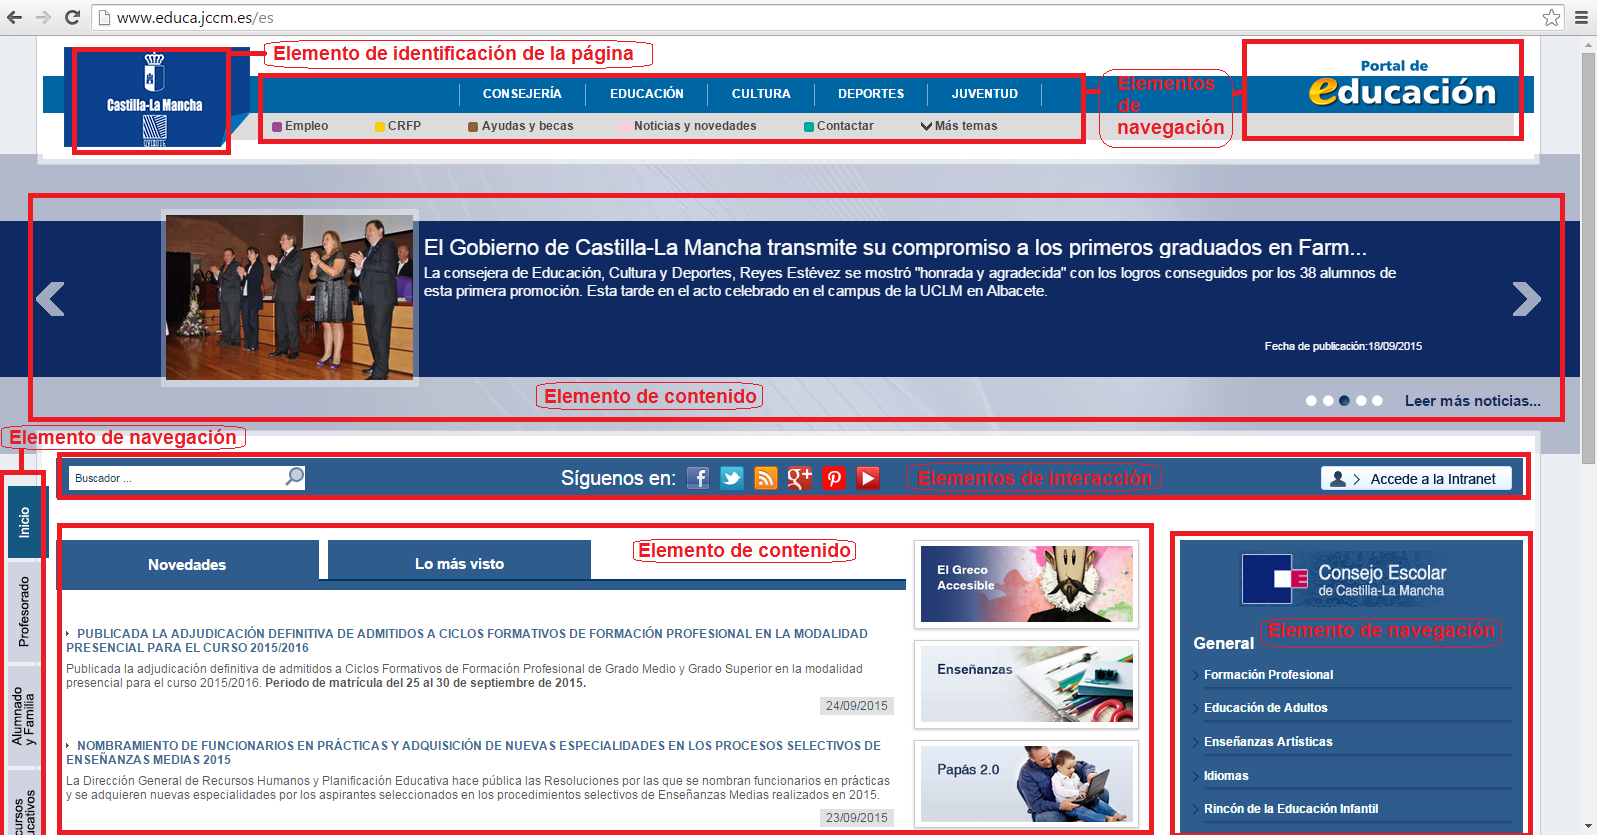 www.educa.jccm.es/es
Elemento de identificación de la página
Castilla-La Mancha
CONSEJERÍA EDUCACIÓN CULTURA DEPORTES JUVENTUD
Empleo CRFP Ayudas y becas Noticias y novedades Contactar Más temas
Elementos
de
navegación
Portal de
educación
El Gobierno de Castilla-La Mancha transmite su compromiso a los primeros graduados en Farm...
La consejera de Educación, Cultura y Deportes, Reyes Estévez se mostró "honrada y agradecida" con los logros conseguidos por los 38 alumnos de
esta primera promoción. Esta tarde en el acto celebrado en el campus de la UCLM en Albacete.
Fecha de publicación:18/09/2015
Elemento de contenido
Leer más noticias...
Elemento de navegación
Buscador ...
Síguenos en:
Elementos de Interacción
Accede a la Intranet
Inicio
Profesorado
Alumnado
y Familia
cursos
ucativos
Novedades
Lo más visto
Elemento de contenido
PUBLICADA LA ADJUDICACIÓN DEFINITIVA DE ADMITIDOS A CICLOS FORMATIVOS DE FORMACIÓN PROFESIONAL EN LA MODALIDAD
PRESENCIAL PARA EL CURSO 2015/2016
Publicada la adjudicación definitiva de admitidos a Ciclos Formativos de Formación Profesional de Grado Medio y Grado Superior en la modalidad
presencial para el curso 2015/2016. Periodo de matrícula del 25 al 30 de septiembre de 2015.
24/09/2015
NOMBRAMIENTO DE FUNCIONARIOS EN PRÁCTICAS Y ADQUISICIÓN DE NUEVAS ESPECIALIDADES EN LOS PROCESOS SELECTIVOS DE
ENSEÑANZAS MEDIAS 2015
La Dirección General de Recursos Humanos y Planificación Educativa hace pública las Resoluciones por las que se nombran funcionarios en prácticas
y se adquieren nuevas especialidades por los aspirantes seleccionados en los procedimientos selectivos de Enseñanzas Medias realizados en 2015.
23/09/2015
El Greco
Accesible
Enseñanzas
Papás 2.0
Consejo Escolar
de Castilla-La Mancha
General
Elemento de navegación
Formación Profesional
Educación de Adultos
Enseñanzas Artísticas
Idiomas
Rincón de la Educación Infantil